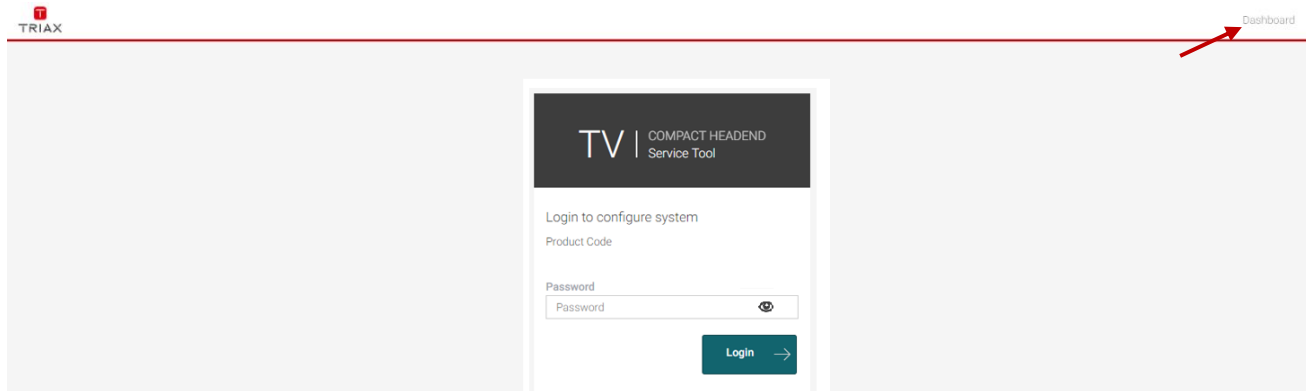 T
TRIAX
Dashboard
TV
COMPACT HEADEND
Service Tool
Login to configure system
Product Code
Password
Password
Login